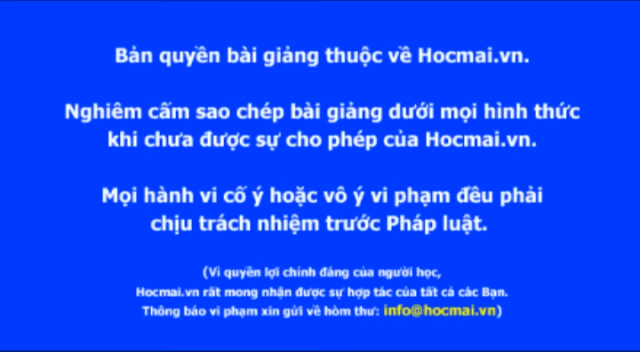 Bản quyền bài giảng thuộc về Hocmai.vn.
Nghiêm cấm sao chép bài giảng dưới mọi hình thức
khi chưa được sự cho phép của Hocmai.vn.
Mọi hành vi cố ý hoặc vô ý vi phạm đều phải
chịu trách nhiệm trước Pháp luật.
(Vì quyền lợi chính đáng của người học,
Hocmai.vn rất mong nhận được sự hợp tác của tất cả các Bạn.
Thông báo vi phạm xin gửi về hòm thư: info@hocmai.vn)